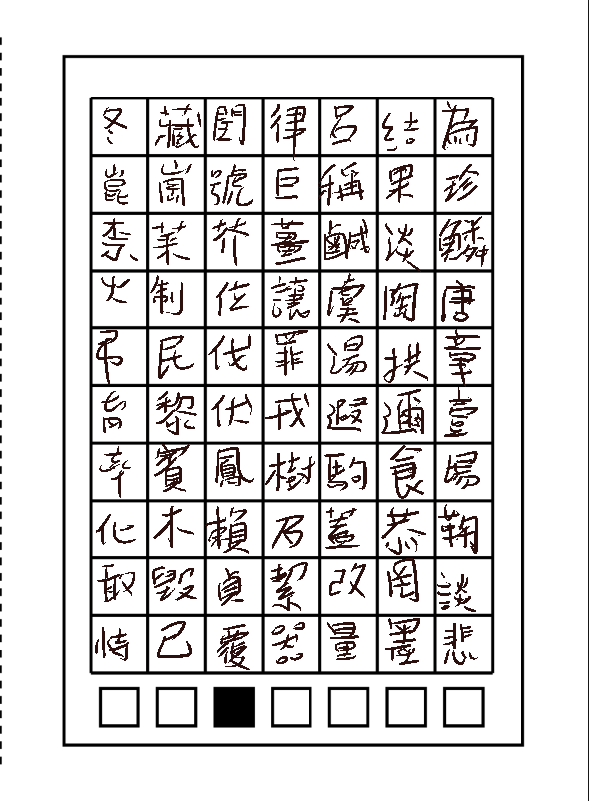 冬藏閏律呂結為
崑崗號巨稱果珍
柰菜芥薑鹹淡鱗
火制位讓虞陶唐
弔民伐罪湯拱章
育黎伏戎遐邇壹
率賓鳳樹駒食場
化木賴乃蓋恭鞠
敢毀貞絜改罔談
恃己覆器量墨悲